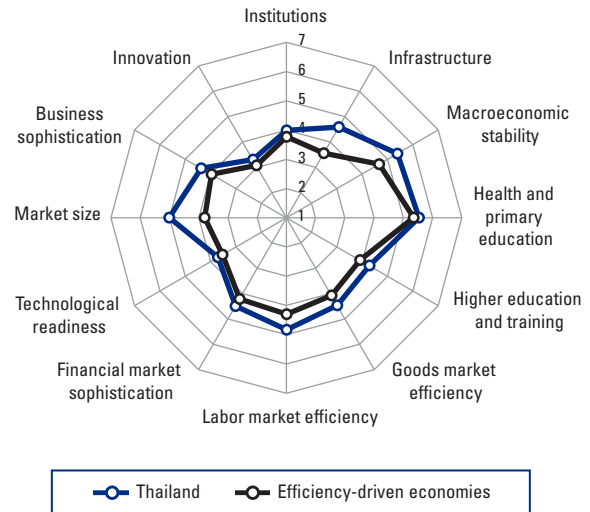 Institutions
7
6
5
4
3
2
1
Infrastructure
Macroeconomic
stability
Health and
primary
education
Higher education
and training
Goods market
efficiency
Labor market efficiency
Financial market
sophistication
Technological
readiness
Market size
Business
sophistication
Innovation
Thailand
Efficiency-driven economies